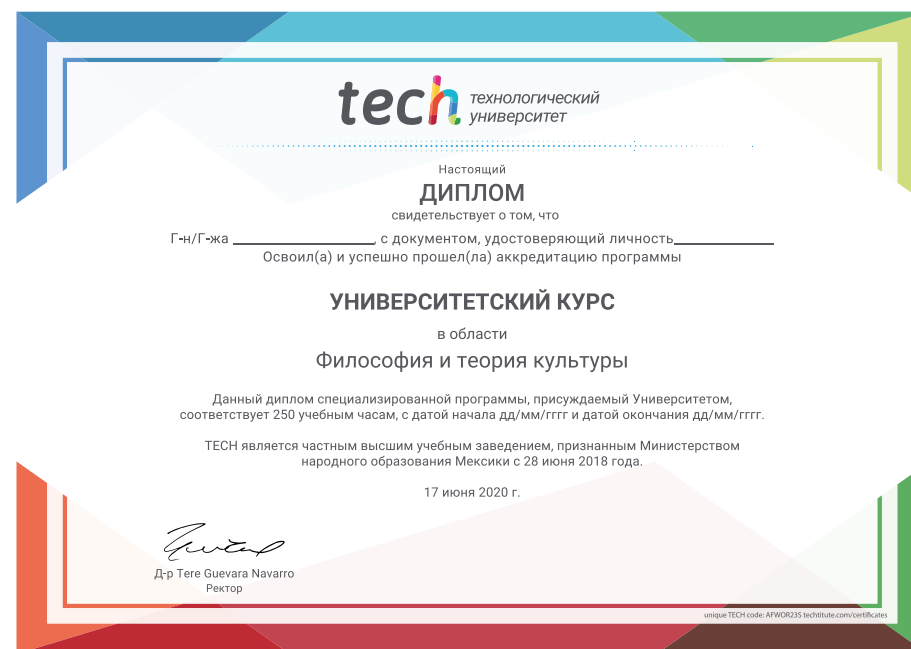 tech технологический
университет
Настоящий
ДИПЛОМ
свидетельствует о том, что
Г-н/Г-жа ____________________, с документом, удостоверяющий личность______________
Освоил(а) и успешно прошел(ла) аккредитацию программы
УНИВЕРСИТЕТСКИЙ КУРС
в области
Философия и теория культуры
Данный диплом специализированной программы, присуждаемый Университетом,
соответствует 250 учебным часам, с датой начала дд/мм/гггг и датой окончания дд/мм/гггг.
TECH является частным высшим учебным заведением, признанным Министерством
народного образования Мексики с 28 июня 2018 года.
17 июня 2020 г.
Д-р Tere Guevara Navarro
Ректор
unique TECH code: AFWOR23S techtitute.com/certificates